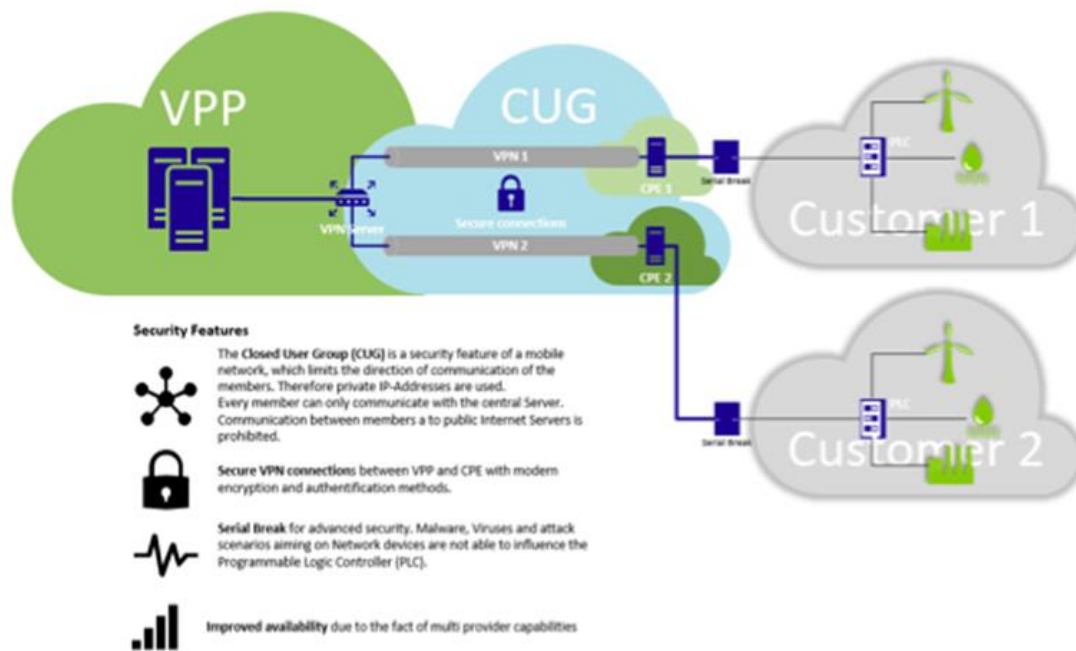 VPP
CUG
VPN 1
CPE 1
Serial Break
PLC
Customer 1
VPN Server
Secure connections
VPN 2
CPE 2
Serial Break
PLC
Customer 2
Security Features
The Closed User Group (CUG) is a security feature of a mobile
network, which limits the direction of communication of the
members. Therefore private IP-Addresses are used.
Every member can only communicate with the central Server.
Communication between members a to public Internet Servers is
prohibited.
Secure VPN connections between VPP and CPE with modern
encryption and authentification methods.
Serial Break for advanced security. Malware, Viruses and attack
scenarios aiming on Network devices are not able to influence the
Programmable Logic Controller (PLC).
Improved availability due to the fact of multi provider capabilities